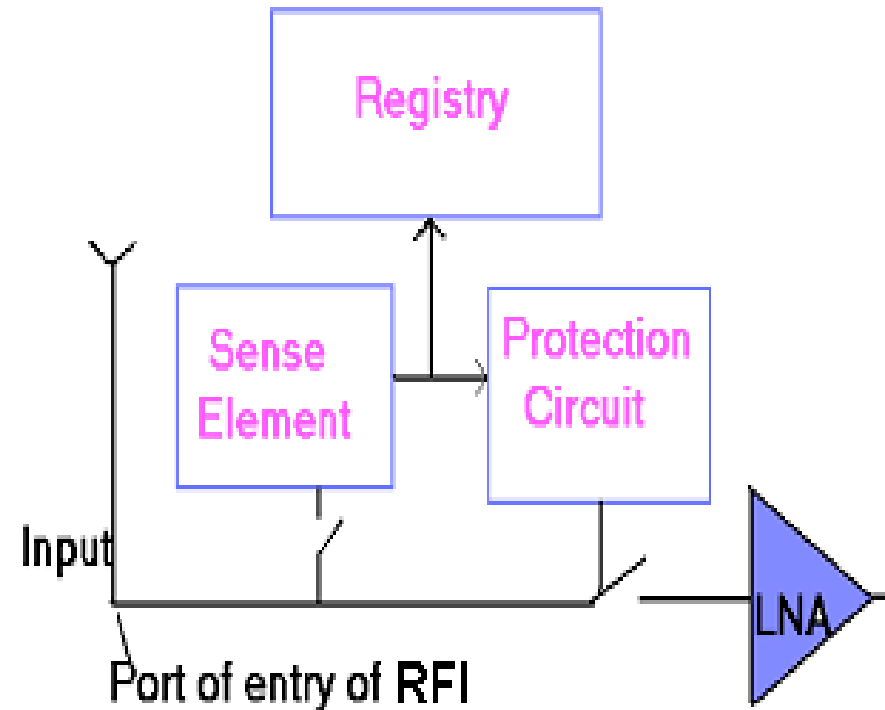 Registry
Sense
Element
Protection
Circuit
Input
LNA
Port of entry of RFI